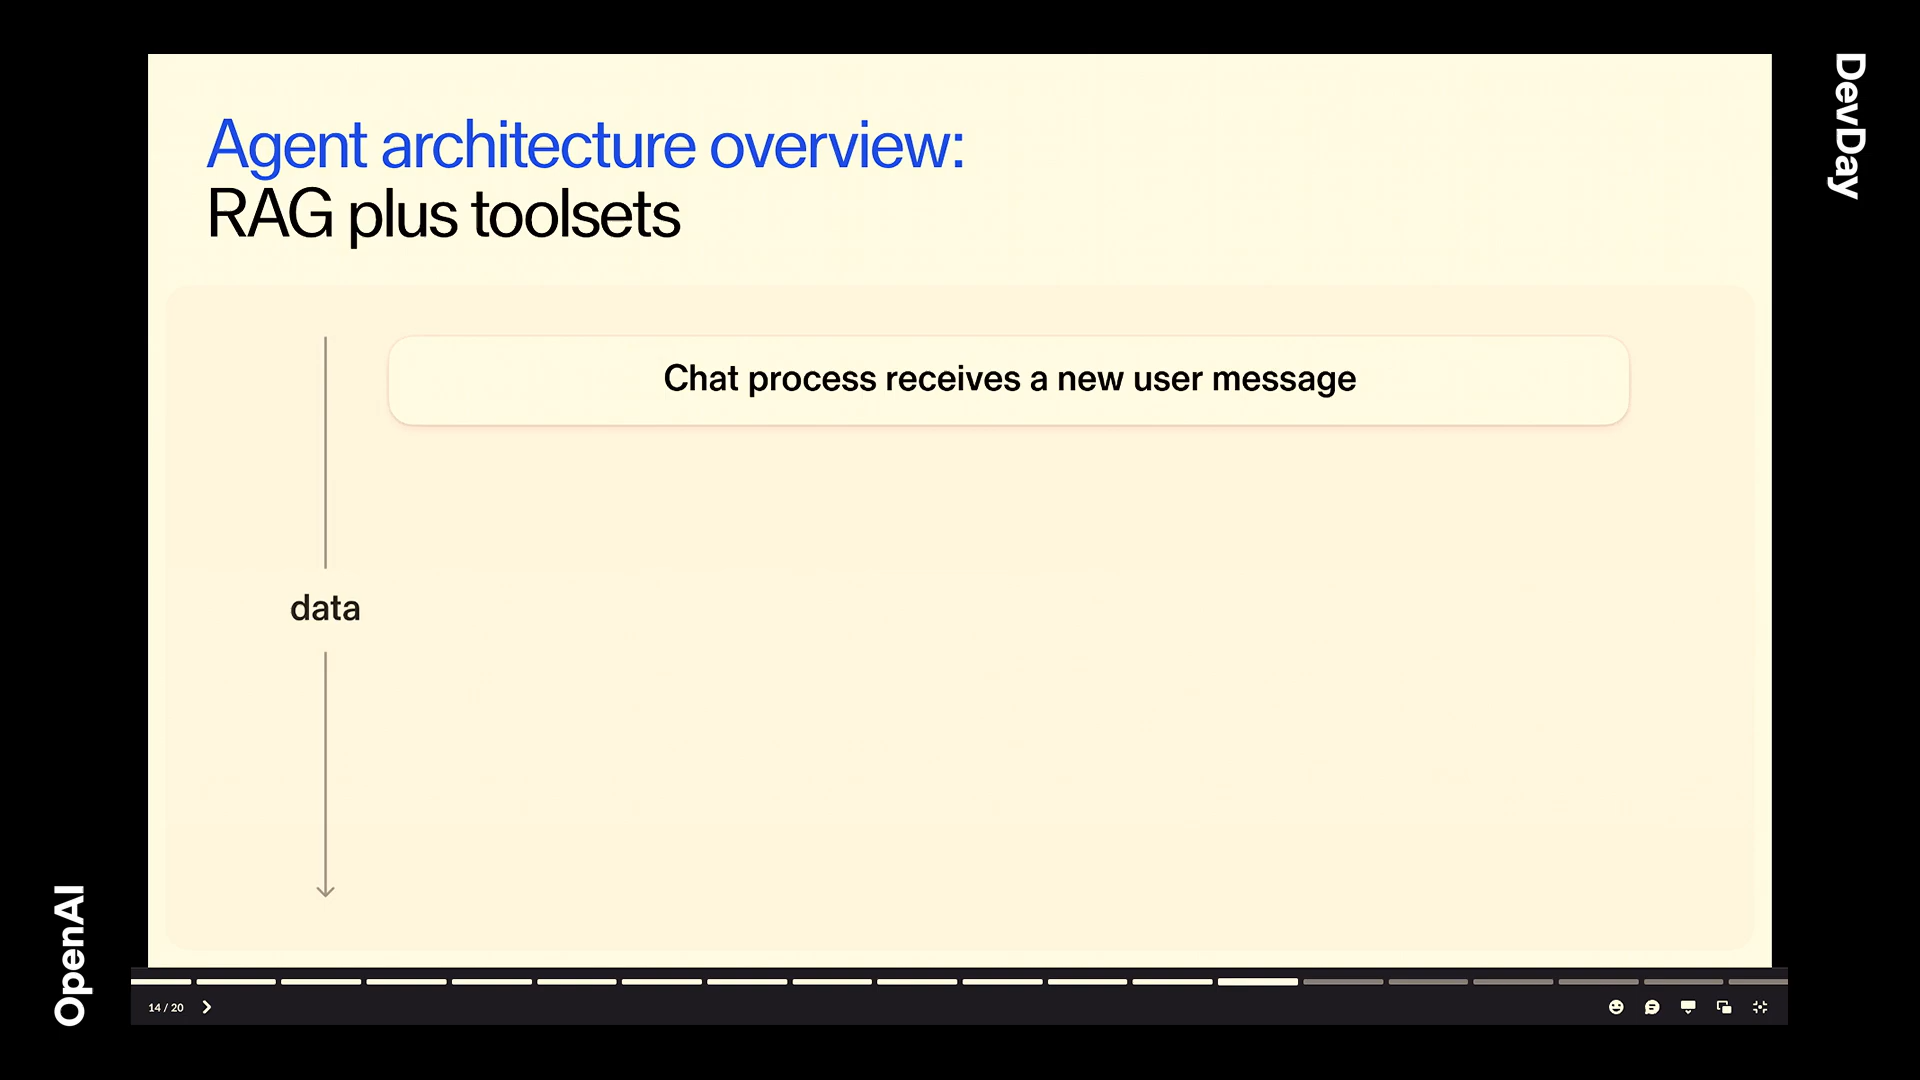 DevDay
Agent architecture overview:
RAG plus toolsets
Chat process receives a new user message
data
OpenAI
14 / 20